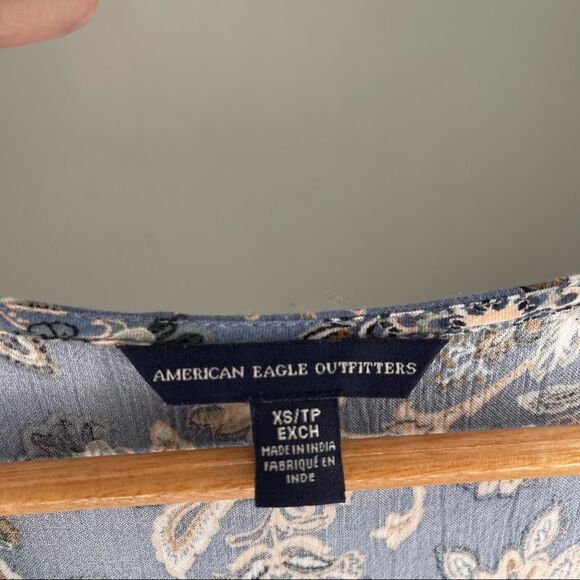 AMERICAN EAGLE OUTFITTERS
XS/TP
EXCH
MADE IN INDIA
FABRIQUÉ EN
INDE